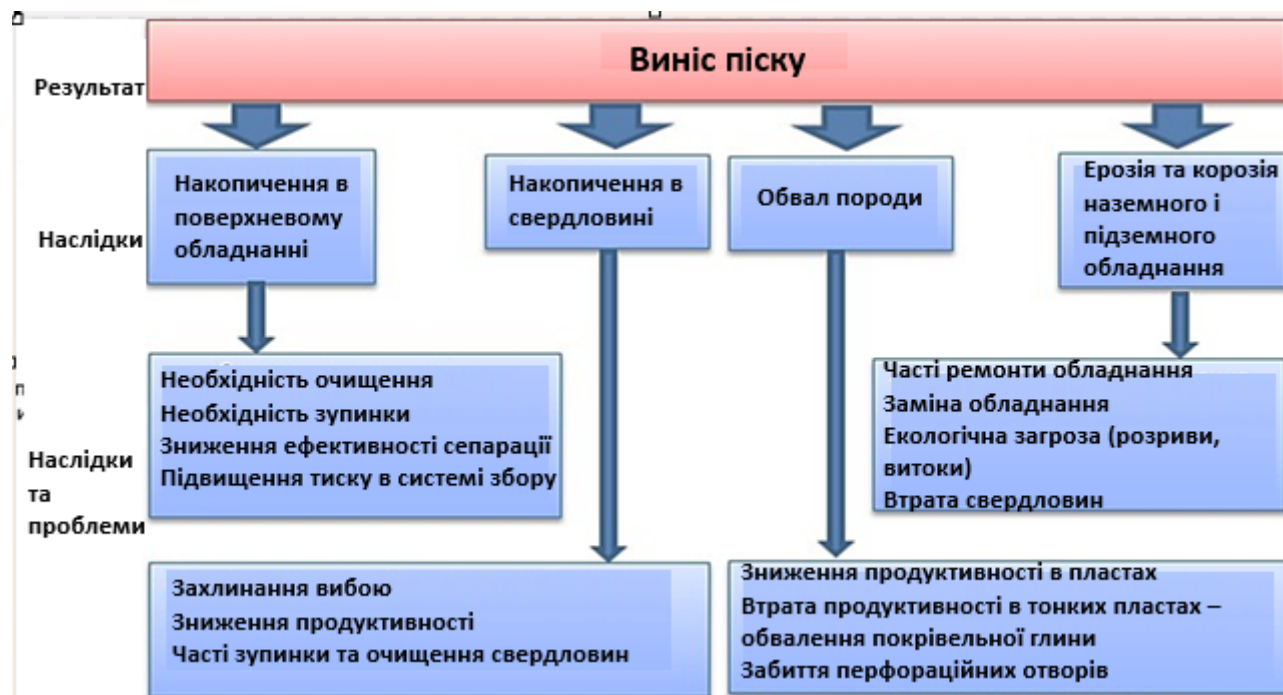 Виніс піску
Результат
Накопичення в
поверхневому
обладнанні
Накопичення в
свердловині
Обвал породи
Ерозія та корозія
наземного і
підземного
обладнання
Наслідки
Необхідність очищення
Необхідність зупинки
Зниження ефективності сепарації
Підвищення тиску в системі збору
Часті ремонти обладнання
Заміна обладнання
Екологічна загроза (розриви,
витоки)
Втрата свердловин
Наслідки
та
проблеми
Захлинання вибою
Зниження продуктивності
Часті зупинки та очищення свердловин
Зниження продуктивності в пластах
Втрата продуктивності в тонких пластах –
обвалення покрівельної глини
Забиття перфораційних отворів